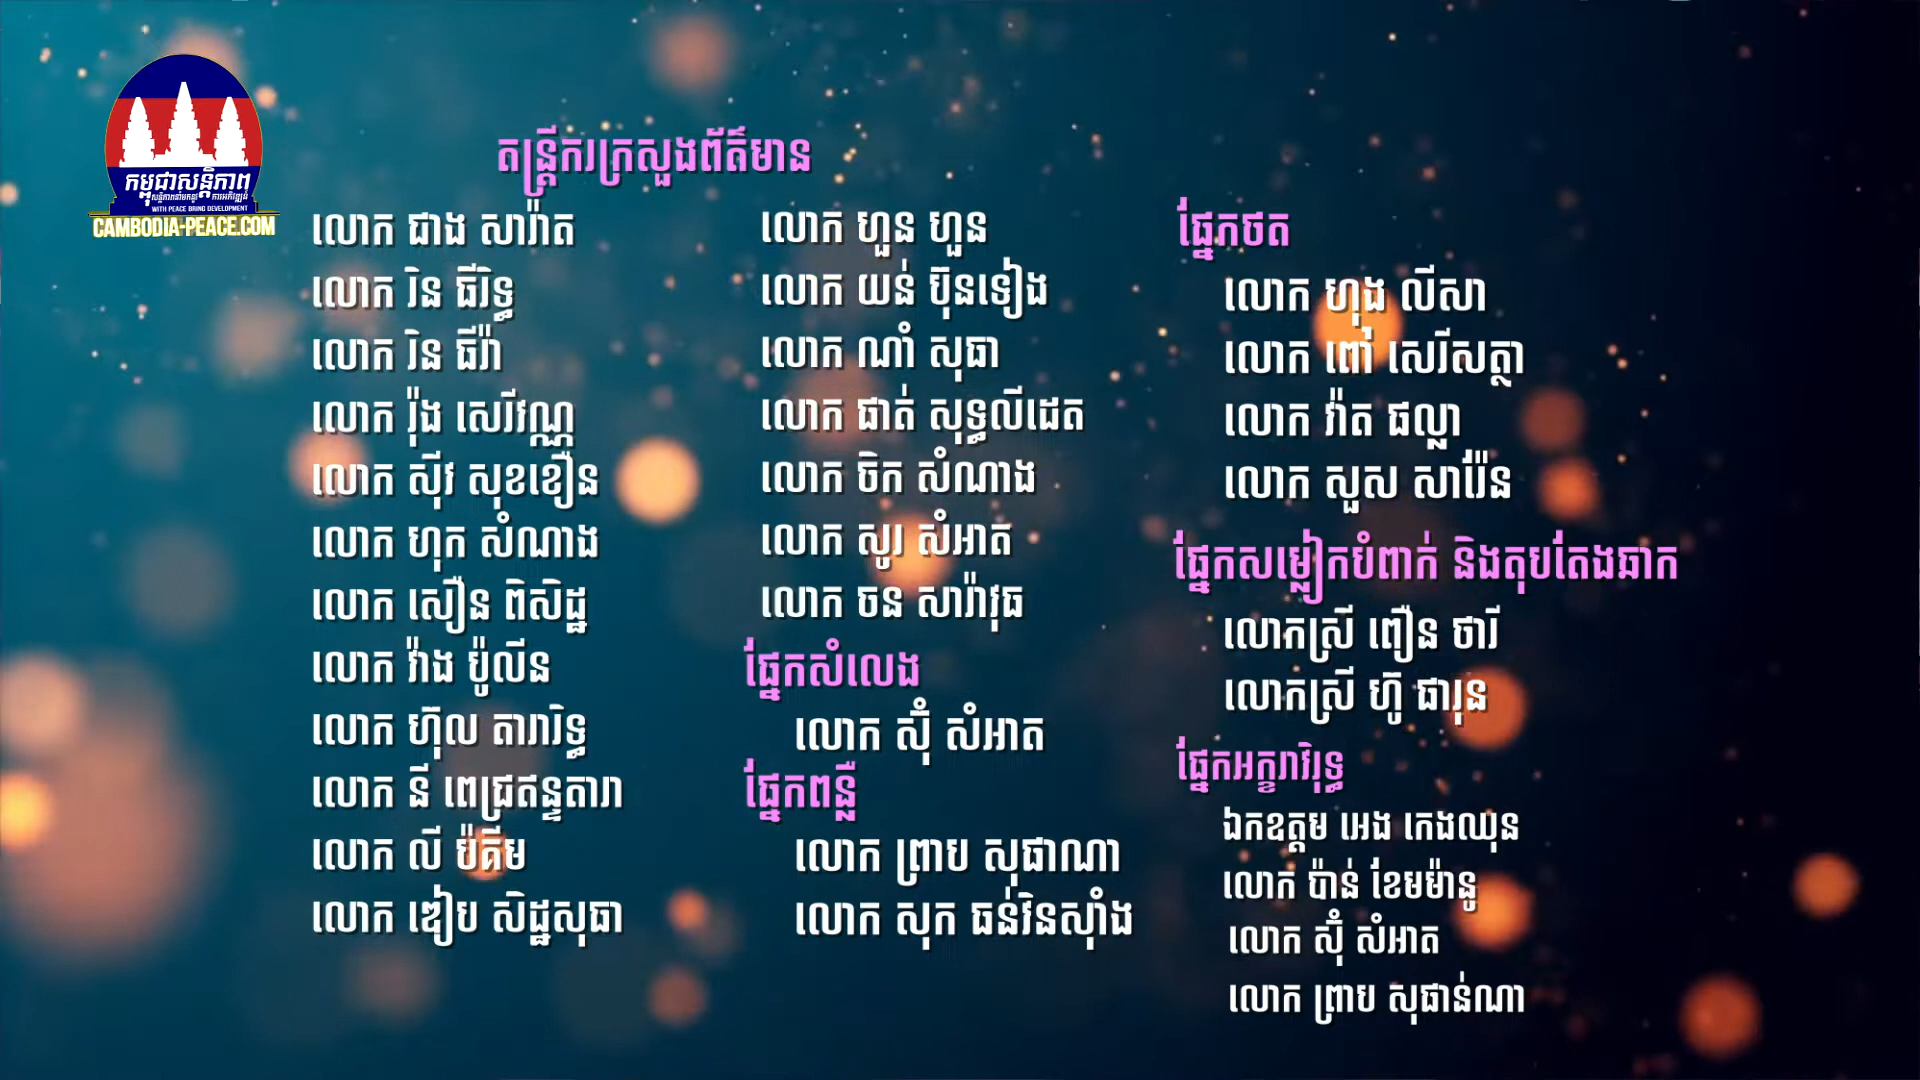 កម្ពុជាសន្តិភាព
WITH PEACE BRING DEVELOPMENT
CAMBODIA-PEACE.COM
តន្ត្រីករក្រសួងព័ត៌មាន
លោក ជាង សារ៉ាត
លោក រិន ធីរិទ្ធ
លោក រិន ធីរ៉ា
លោក រ៉ុង សេរីវណ្ណ
លោក ស៊ីវ សុខខឿន
លោក ហុក សំណាង
លោក សឿន ពិសិដ្ឋ
លោក វ៉ាង ប៉ូលីន
លោក ហ៊ុល តារារិទ្ធ
លោក នី ពេជ្រឥន្ទតារា
លោក លី ប៉គីម
លោក ឌៀប សិដ្ឋសុធា
លោក ហួន ហួន
លោក យន់ ប៊ុនទៀង
លោក ណាំ សុធា
លោក ផាត់ សុទ្ធលីដេត
លោក ចិក សំណាង
លោក សូរ សំអាត
លោក ចន សារ៉ាវុធ
ផ្នែកសំលេង
លោក ស៊ុំ សំអាត
ផ្នែកពន្លឺ
លោក ព្រាប សុផាណា
លោក សុក ធន់វិនស៊ាំង
ផ្នែកថត
លោក ហុង លីសា
លោក ពៅ សេរីសត្ថា
លោក វ៉ាត ផល្លា
លោក សួស សារ៉ែន
ផ្នែកសម្លៀកបំពាក់ និងតុបតែងឆាក
លោកស្រី ពឿន ថារី
លោកស្រី ហ៊ូ ផារុន
ផ្នែកអក្ខរាវិរុទ្ធ
ឯកឧត្តម អេង កេងឈុន
លោក ប៉ាន់ ខែមម៉ានូ
លោក ស៊ុំ សំអាត
លោក ព្រាប សុផាន់ណា